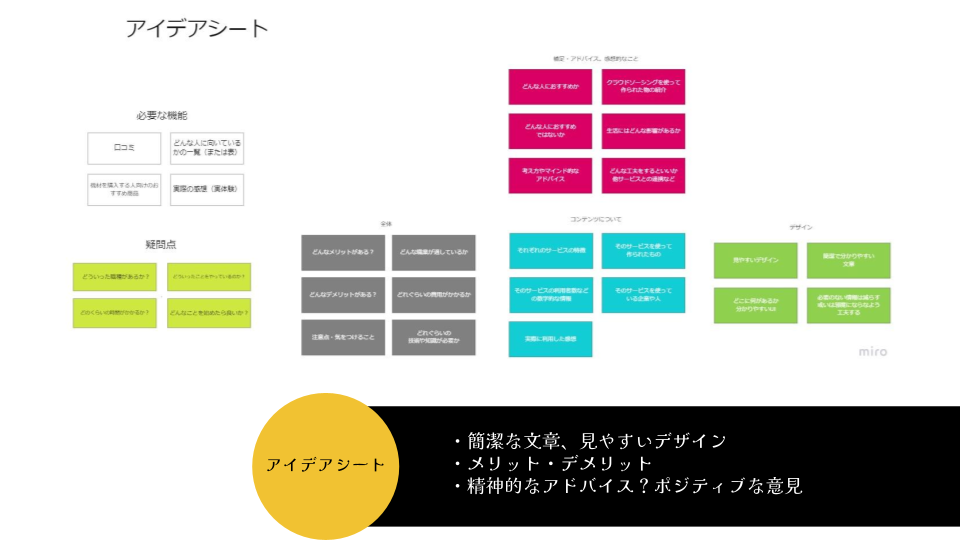 アイデアシート
補足・アドバイス、感想的なこと
どんな人におすすめか
クラウドソーシングを使って
作られた物の紹介
どんな人におすすめ
ではないか
生活にはどんな影響があるか
考え方やマインド的な
アドバイス
どんな工夫をするといいか
他サービスとの連携など
必要な機能
口コミ
どんな人に向いている
かの一覧（または表）
機材を購入する人向けのお
すすめ商品
実際の感想（実体験）
疑問点
どういった種類があるか？
どういったことをやっているのか？
どのくらいの時間がかかるか？
どんなことを始めたら良いか？
全体
どんなメリットがある？
どんな職業が適しているか
どんなデメリットがある？
どれぐらいの費用がかかるか
注意点・気をつけること
どれぐらいの
技術や知識が必要か
コンテンツについて
それぞれのサービスの特徴
そのサービスを使って
作られたもの
そのサービスの利用者数など
の数字的な情報
そのサービスを使って
いる企業や人
実際に利用した感想
デザイン
見やすいデザイン
簡潔で分かりやすい
文章
どこに何があるか
分かりやすいUI
必要のない情報は減らす
或いは邪魔にならなよう
工夫する
miro
アイデアシート
・簡潔な文章、見やすいデザイン
・メリット・デメリット
・精神的なアドバイス？ポジティブな意見